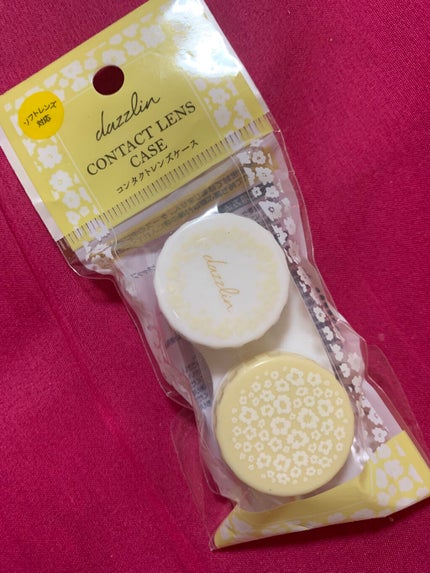 ソフトレンズ
対応
dazzlin
CONTACT LENS
CASE
コンタクトレンズケース
dazzlin